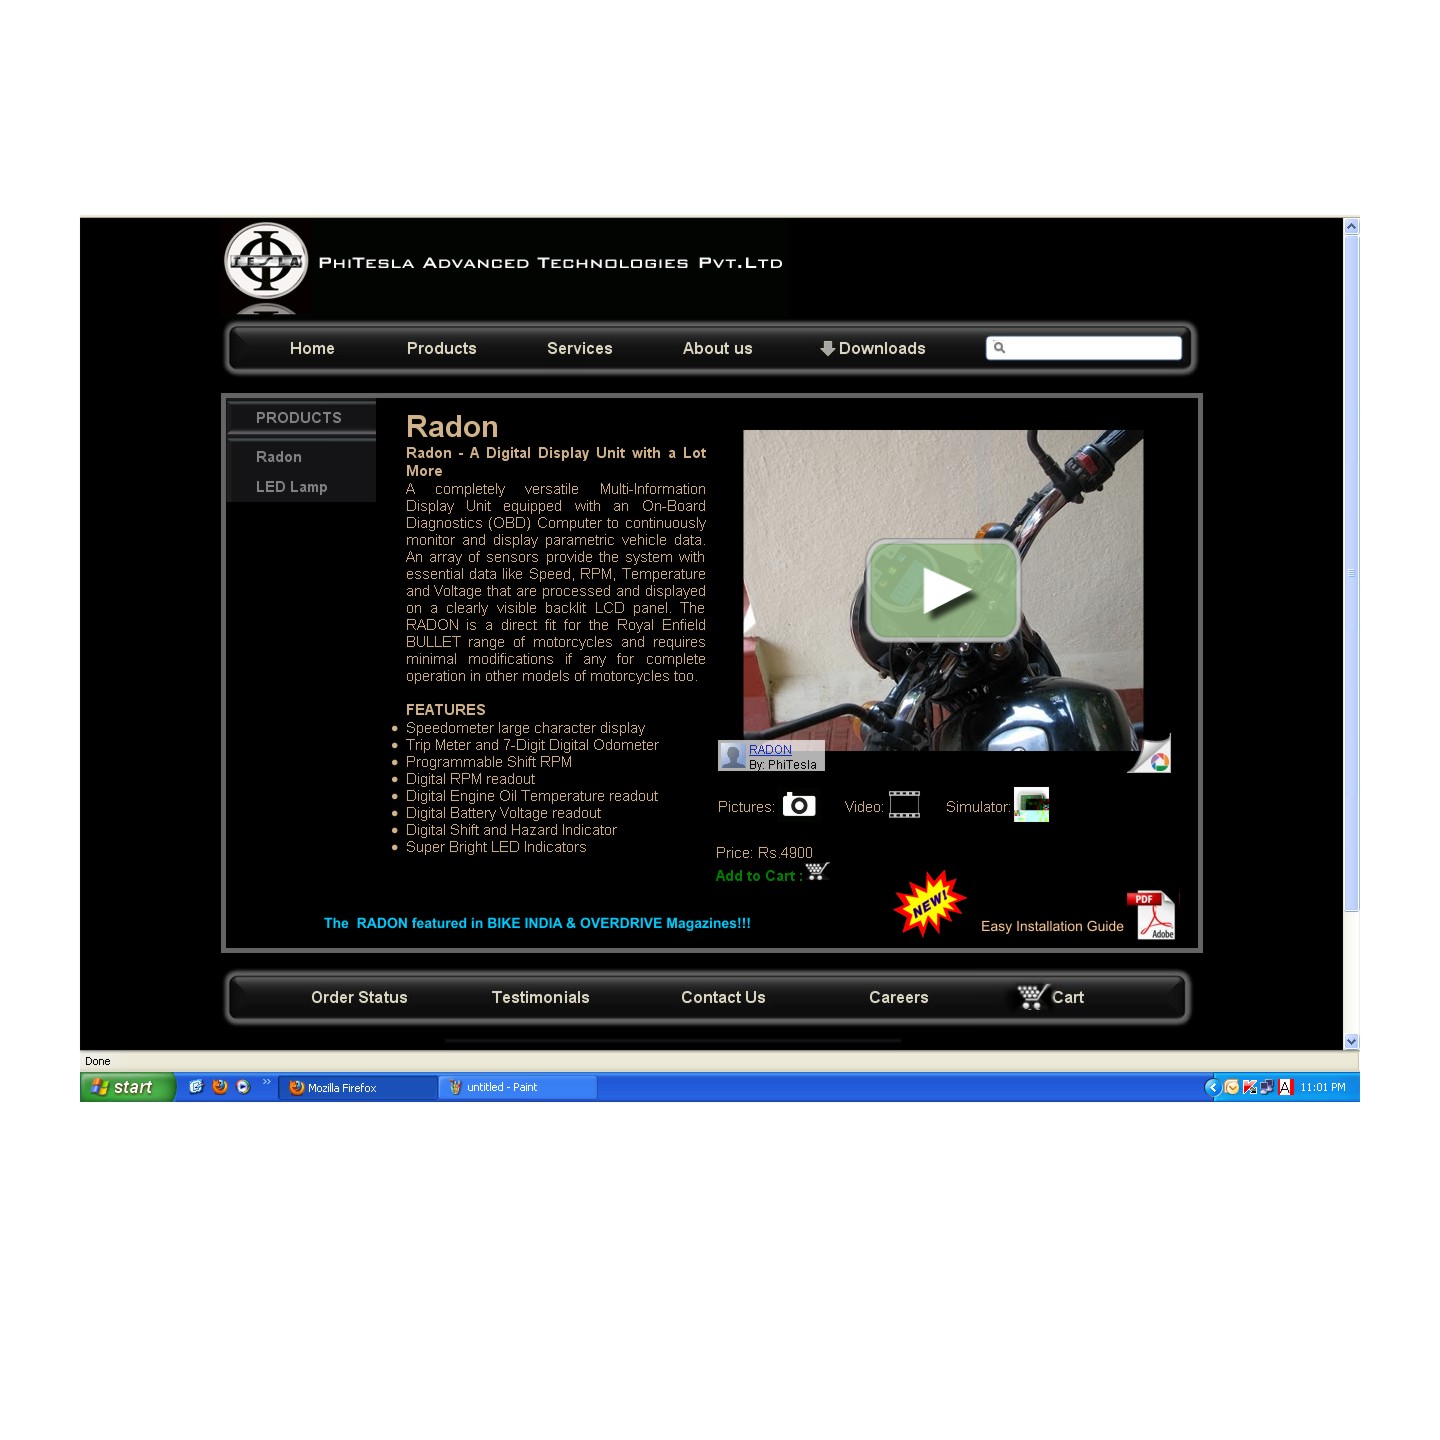 TESLA PhiTesla Advanced Technologies Pvt.Ltd
Home Products Services About us Downloads
PRODUCTS
Radon
LED Lamp
Radon
Radon - A Digital Display Unit with a Lot
More
A completely versatile Multi-Information
Display Unit equipped with an On-Board
Diagnostics (OBD) Computer to continuously
monitor and display parametric vehicle data.
An array of sensors provide the system with
essential data like Speed, RPM, Temperature
and Voltage that are processed and displayed
on a clearly visible backlit LCD panel. The
RADON is a direct fit for the Royal Enfield
BULLET range of motorcycles and requires
minimal modifications if any for complete
operation in other models of motorcycles too.
FEATURES
Speedometer large character display
Trip Meter and 7-Digit Digital Odometer
Programmable Shift RPM
Digital RPM readout
Digital Engine Oil Temperature readout
Digital Battery Voltage readout
Digital Shift and Hazard Indicator
Super Bright LED Indicators
RADON
By: PhiTesla
Pictures: Video: Simulator:
Price: Rs.4900
Add to Cart :
The RADON featured in BIKE INDIA & OVERDRIVE Magazines!!!
NEW!
Easy Installation Guide
PDF
Adobe
Order Status Testimonials Contact Us Careers Cart
Done
start Mozilla Firefox untitled - Paint A 11:01 PM